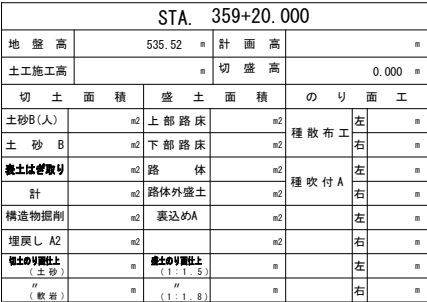 STA. 359+20.000
地盤高 535.52 m 計画高 m
土工施工高 m 切盛高 0.000 m
切土面積 盛土面積 のり面工
土砂B(人) m2 上部路床 m2 種散布工 左 m
土砂B m2 下部路床 m2 右 m
表土はぎ取り m2 路体 m2 種吹付A 左 m
計 m2 路体外盛土 m2 右 m
構造物掘削 m2 裏込めA m2 左 m
埋戻し A2 m2 m2 右 m
切土のり面仕上(土砂) m 盛土のり面仕上(1:1.5) m 左 m
〃(軟岩) m 〃(1:1.8) m 右 m